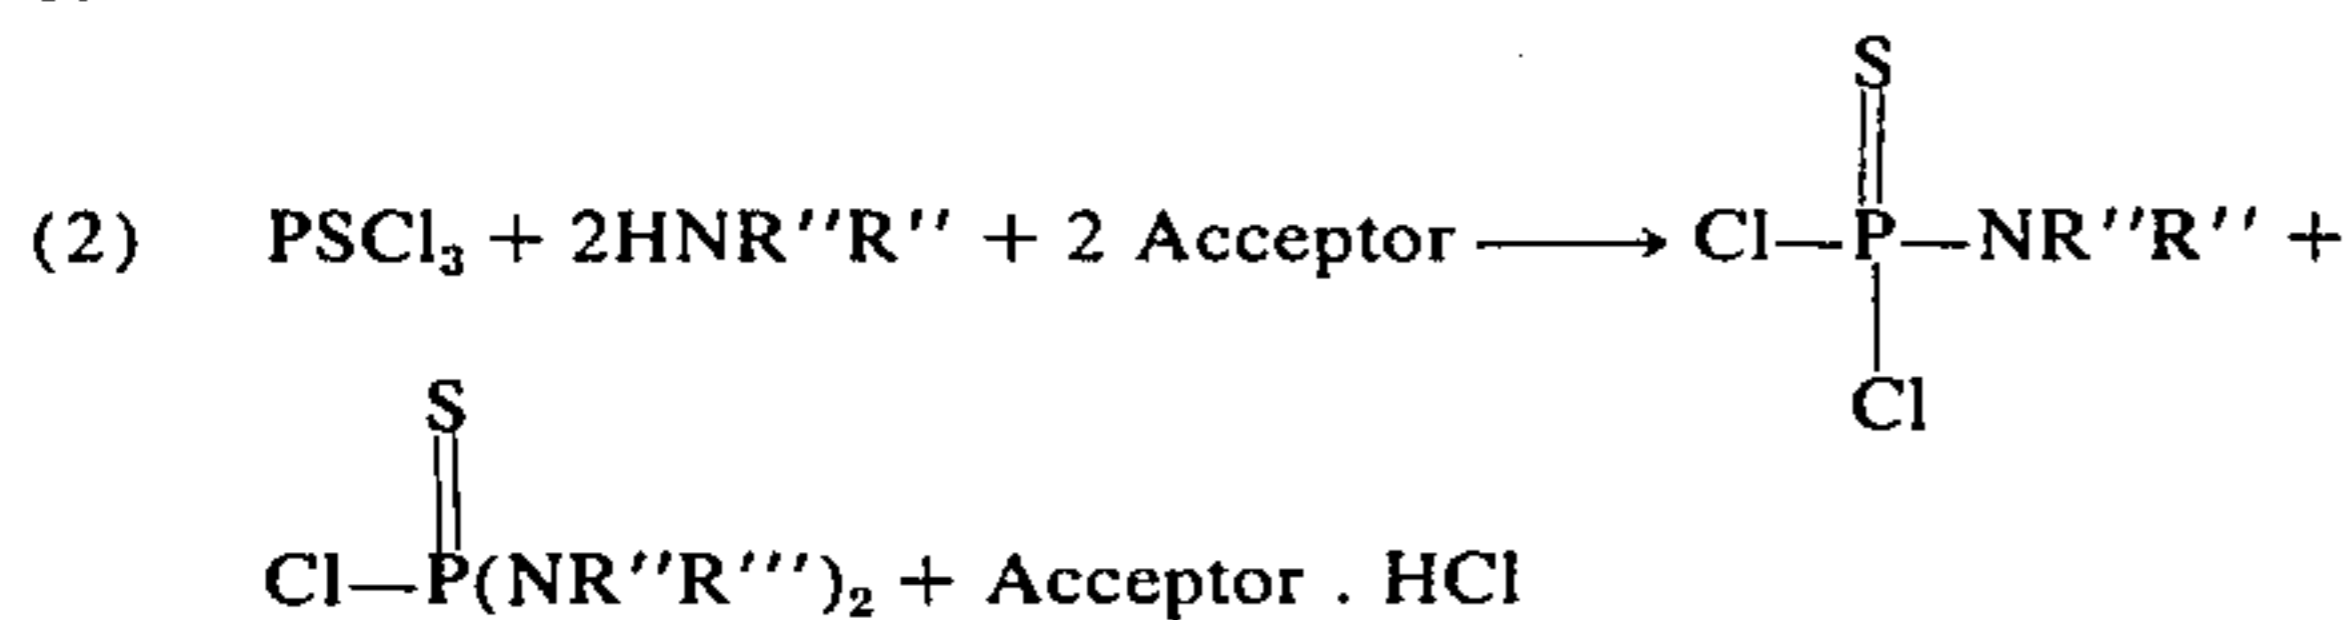 S
(2) PSCl₃ + 2HNR″R″ + 2 Acceptor ⟶ Cl—P—NR″R″ +
Cl
S
Cl—P(NR″R‴)₂ + Acceptor . HCl